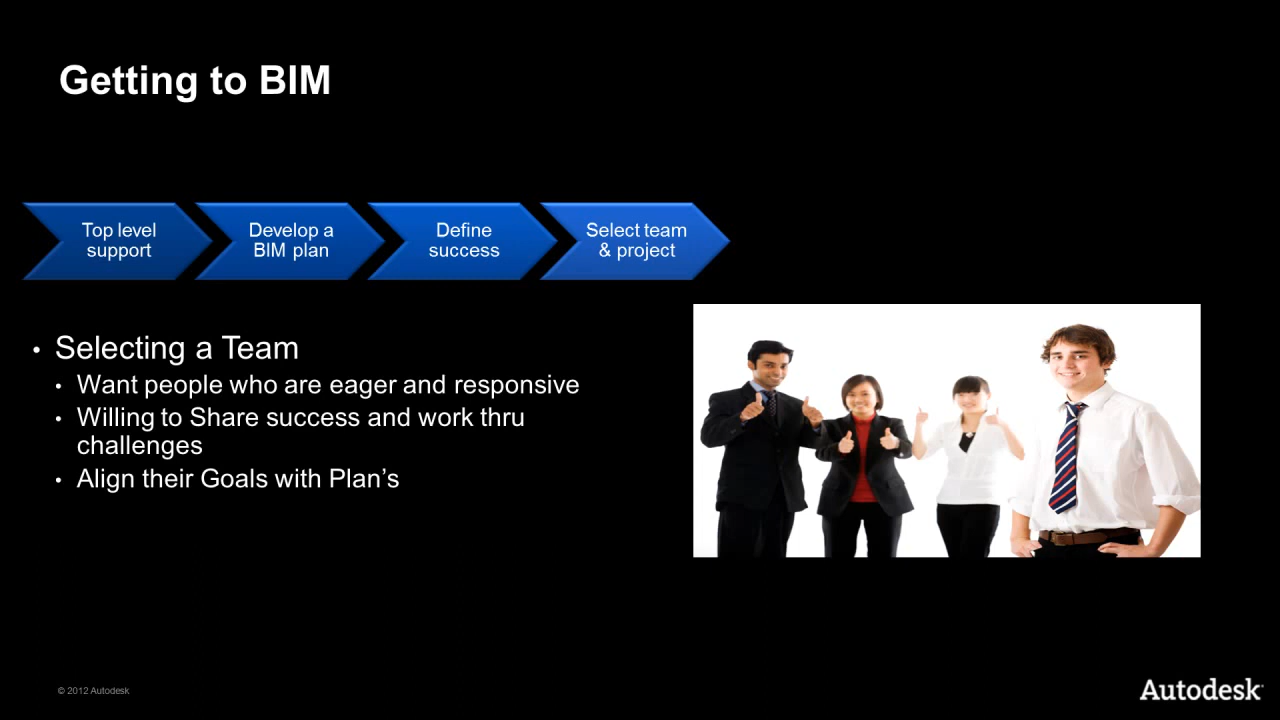 Getting to BIM
Top level
support
Develop a
BIM plan
Define
success
Select team
& project
• Selecting a Team
• Want people who are eager and responsive
• Willing to Share success and work thru
challenges
• Align their Goals with Plan’s
© 2012 Autodesk
Autodesk